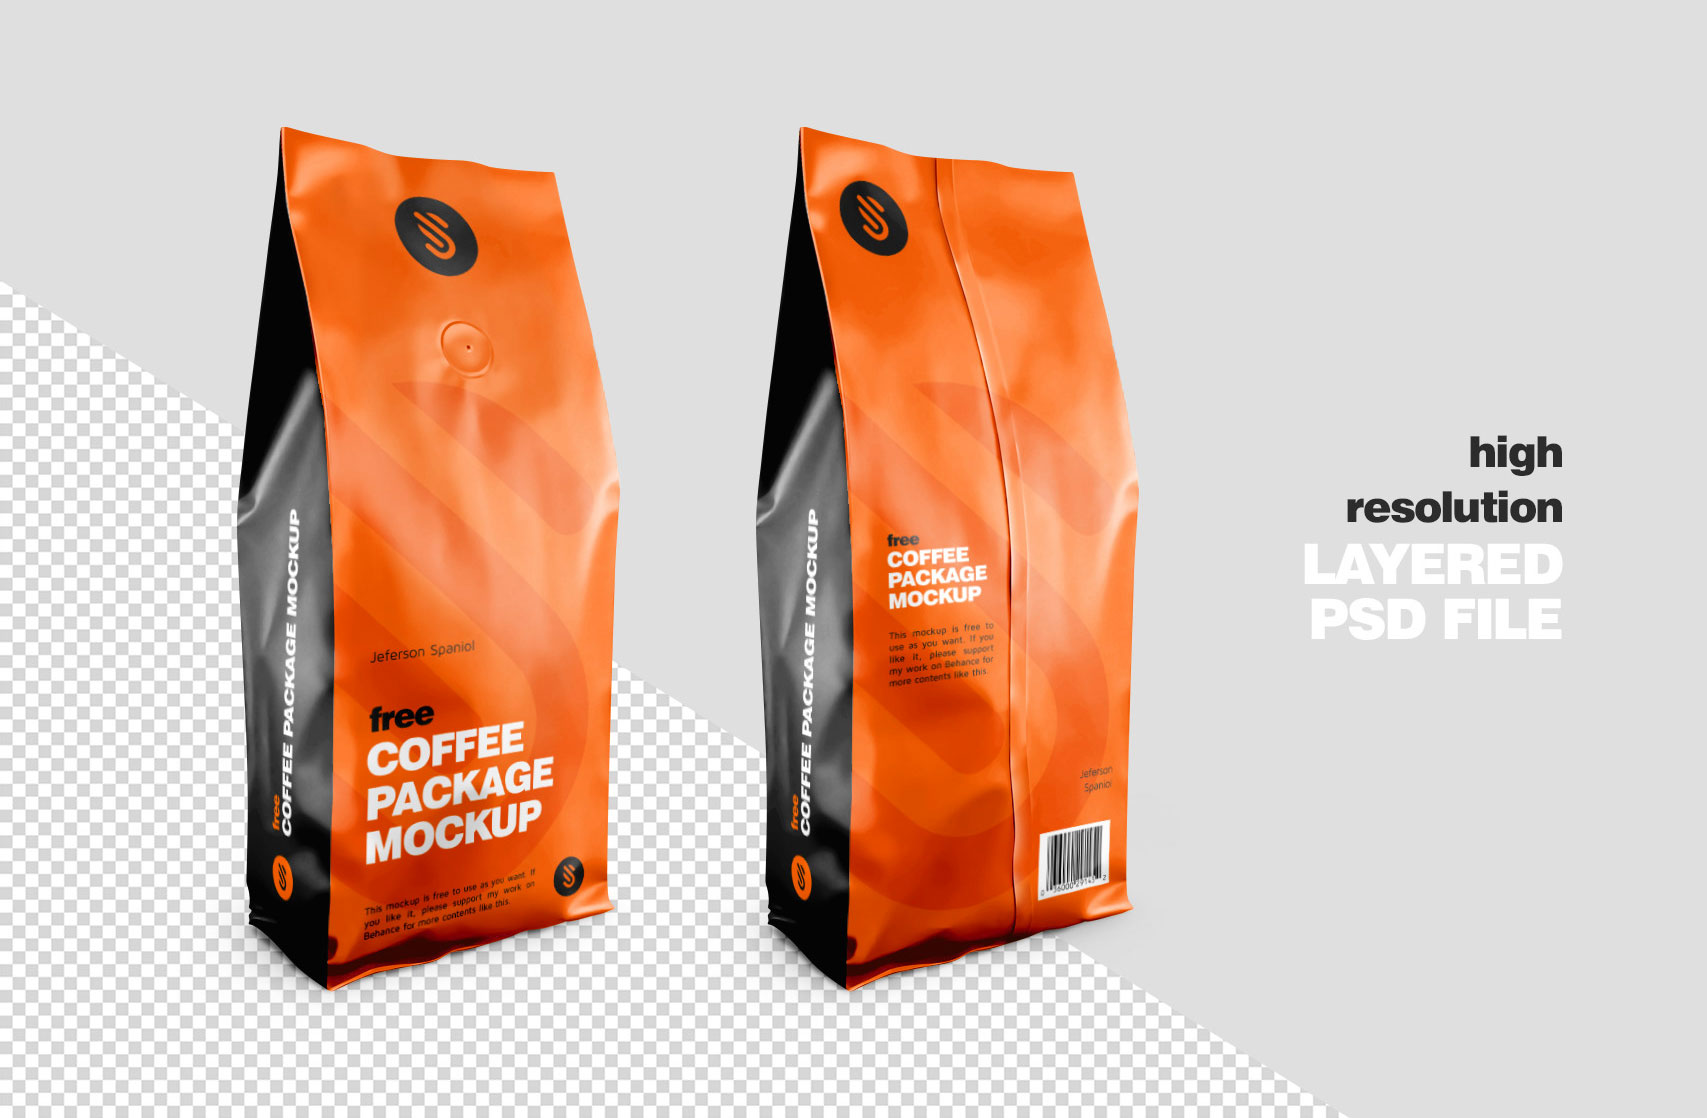 Jeferson Spaniol
free
COFFEE
PACKAGE
MOCKUP
This mockup is free to use as you want. If
you like it, please support my work on
Behance for more contents like this.
free COFFEE PACKAGE MOCKUP
free
COFFEE
PACKAGE
MOCKUP
This mockup is free to
use as you want. If you
like it, please support
my work on Behance for
more contents like this.
Jeferson
Spaniol
free COFFEE PACKAGE MOCKUP
high
resolution
LAYERED
PSD FILE